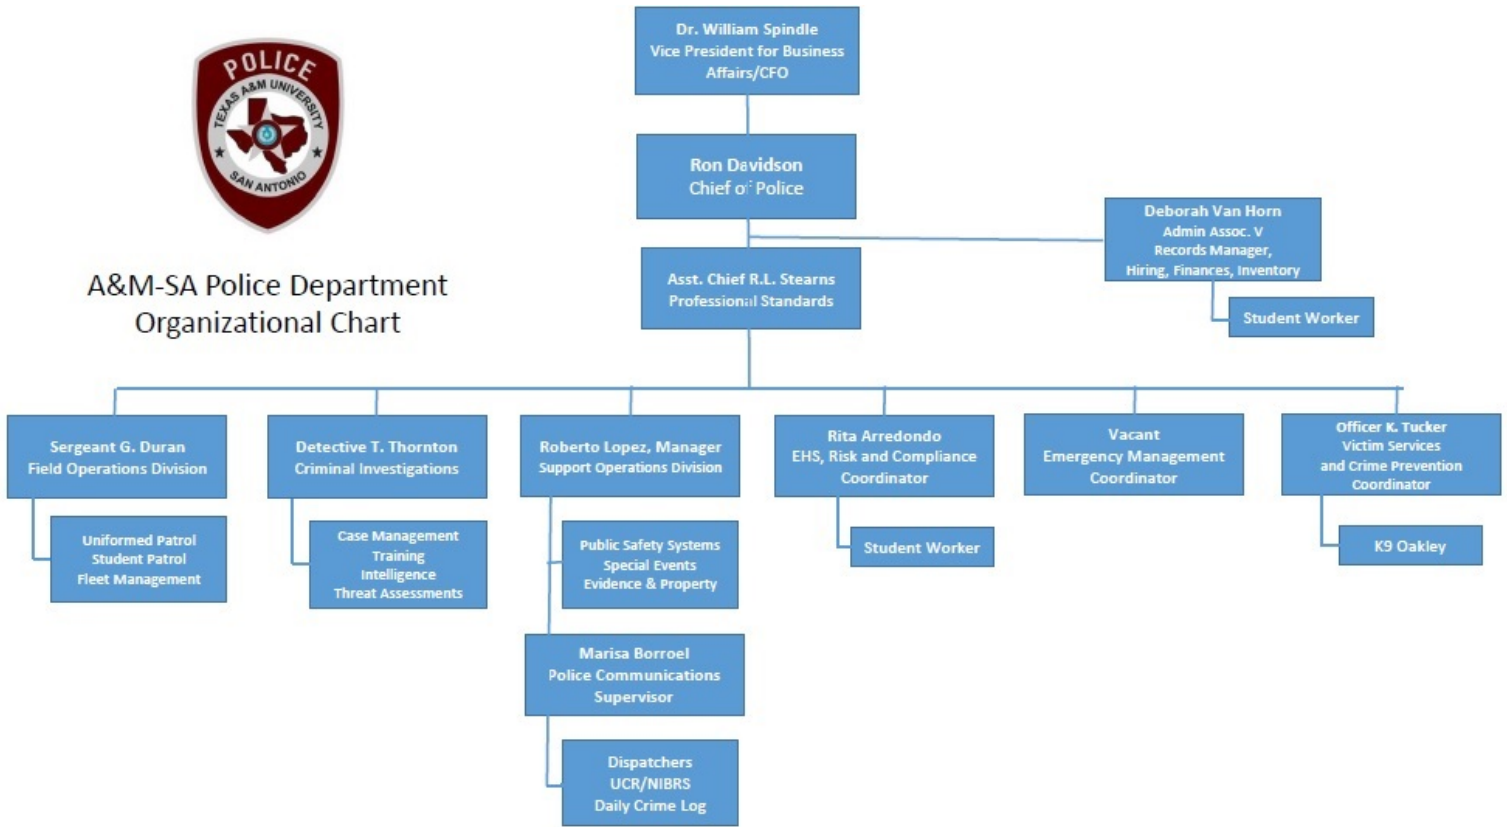 POLICE
TEXAS A&M UNIVERSITY
SAN ANTONIO
A&M-SA Police Department
Organizational Chart
Dr. William Spindle
Vice President for Business
Affairs/CFO
Ron Davidson
Chief of Police
Deborah Van Horn
Admin Assoc. V
Records Manager,
Hiring, Finances, Inventory
Student Worker
Asst. Chief R.L. Stearns
Professional Standards
Sergeant G. Duran
Field Operations Division
Uniformed Patrol
Student Patrol
Fleet Management
Detective T. Thornton
Criminal Investigations
Case Management
Training
Intelligence
Threat Assessments
Roberto Lopez, Manager
Support Operations Division
Public Safety Systems
Special Events
Evidence & Property
Marisa Borroel
Police Communications
Supervisor
Dispatchers
UCR/NIBRS
Daily Crime Log
Rita Arredondo
EHS, Risk and Compliance
Coordinator
Student Worker
Vacant
Emergency Management
Coordinator
Officer K. Tucker
Victim Services
and Crime Prevention
Coordinator
K9 Oakley